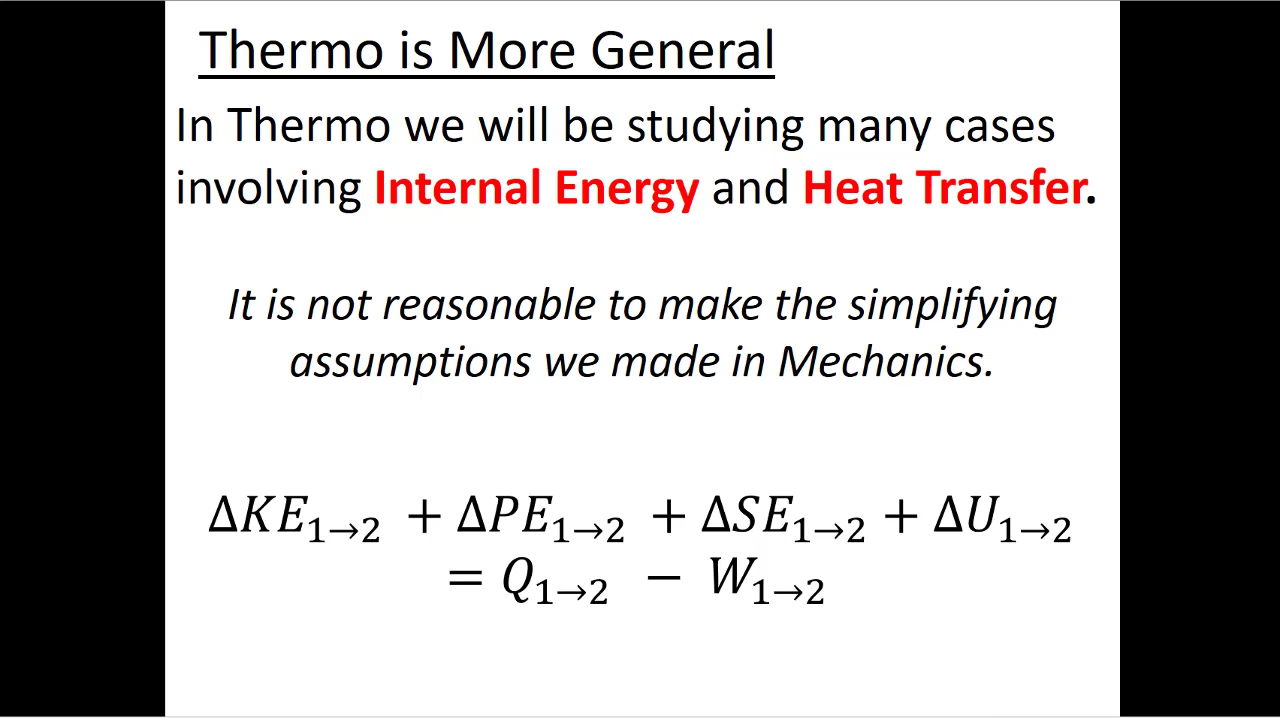 Thermo is More General
In Thermo we will be studying many cases
involving Internal Energy and Heat Transfer.
It is not reasonable to make the simplifying
assumptions we made in Mechanics.
Δ𝐾𝐸₁→₂ + Δ𝑃𝐸₁→₂ + Δ𝑆𝐸₁→₂ + Δ𝑈₁→₂
= 𝑄₁→₂ − 𝑊₁→₂